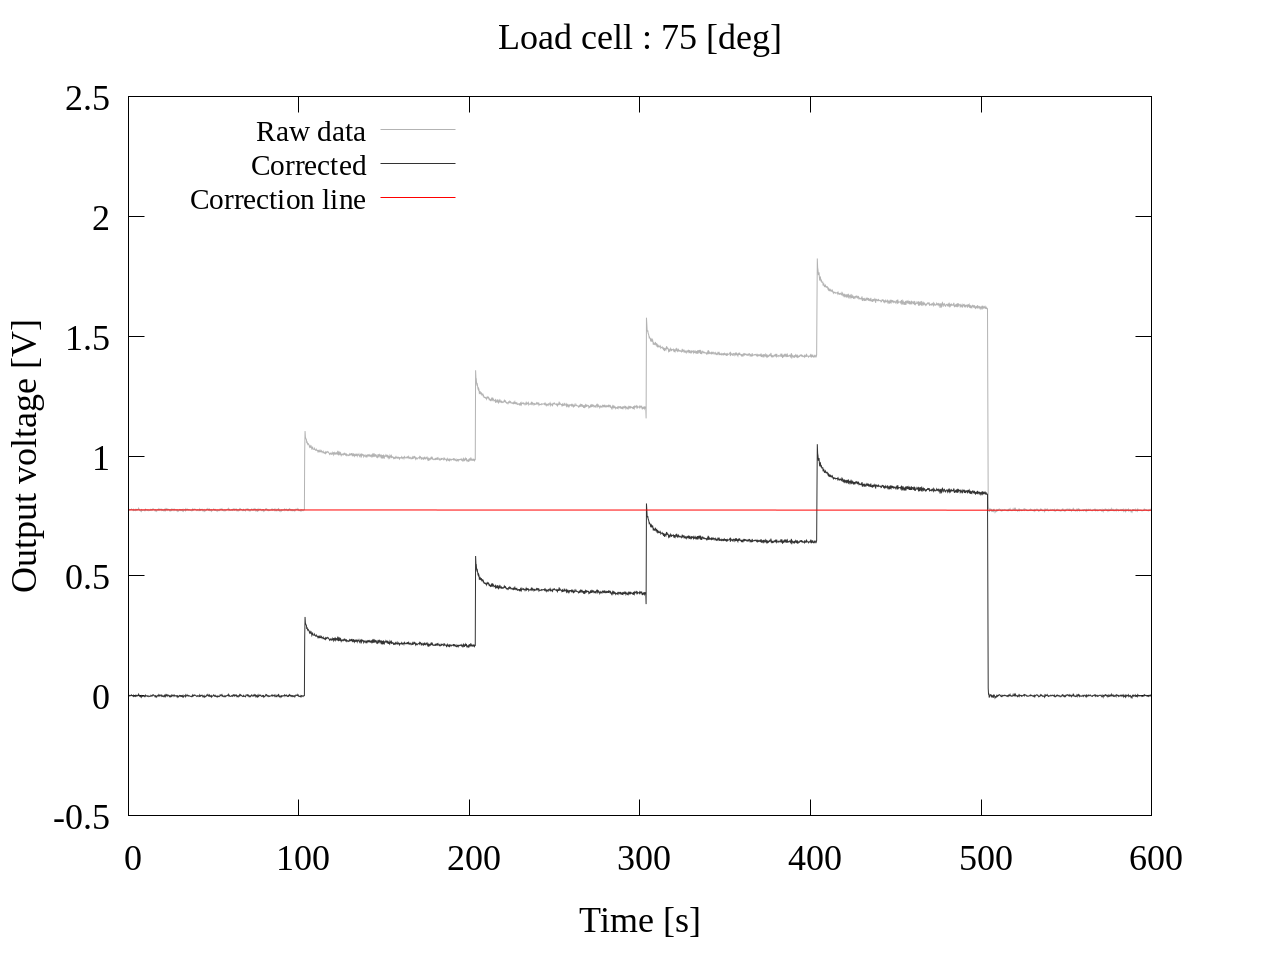 Load cell : 75 [deg]
2.5
2
1.5
1
0.5
0
-0.5
Raw data
Corrected
Correction line
Output voltage [V]
0 100 200 300 400 500 600
Time [s]